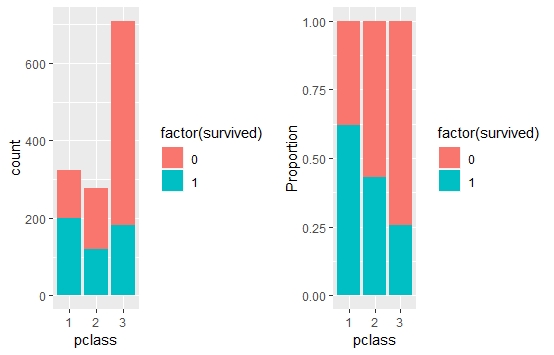 count
600
400
200
0
1 2 3
pclass
factor(survived)
0
1
Proportion
1.00
0.75
0.50
0.25
0.00
1 2 3
pclass
factor(survived)
0
1